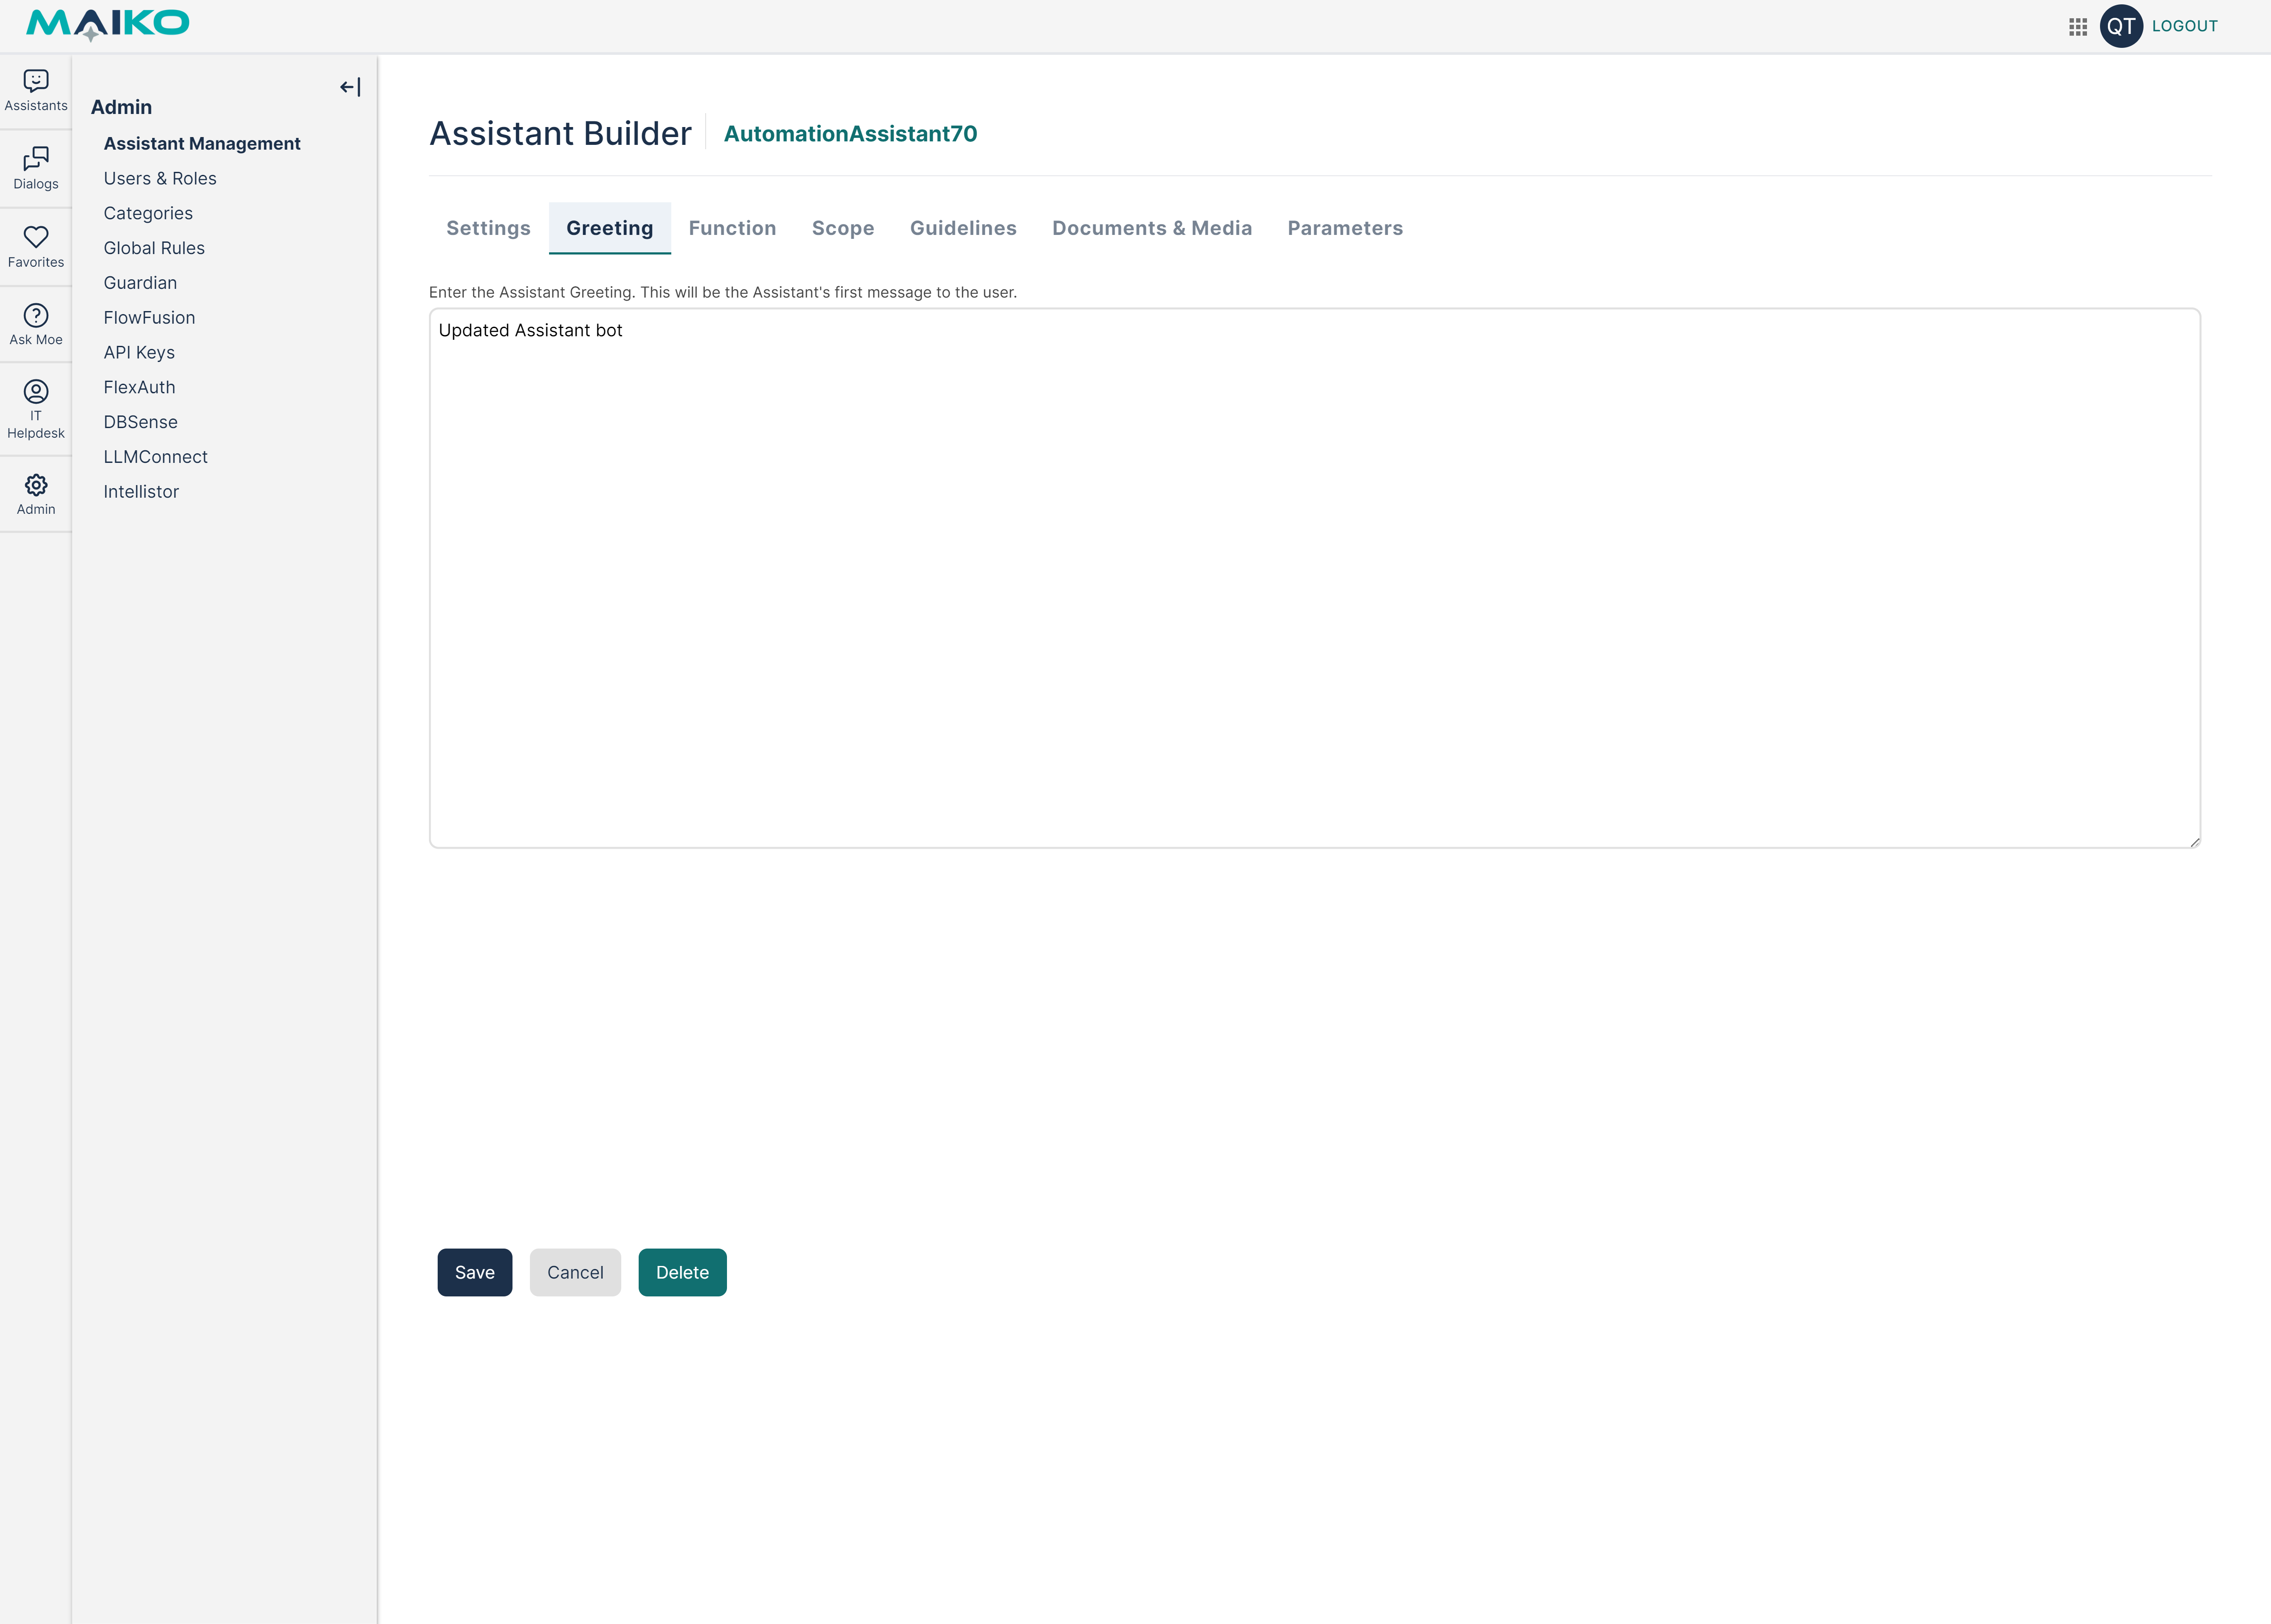 MAIKO
QT
LOGOUT
Assistants
Dialogs
Favorites
Ask Moe
IT
Helpdesk
Admin
Admin
Assistant Management
Users & Roles
Categories
Global Rules
Guardian
FlowFusion
API Keys
FlexAuth
DBSense
LLMConnect
Intellistor
Assistant Builder
AutomationAssistant70
Settings
Greeting
Function
Scope
Guidelines
Documents & Media
Parameters
Enter the Assistant Greeting. This will be the Assistant's first message to the user.
Updated Assistant bot
Save
Cancel
Delete